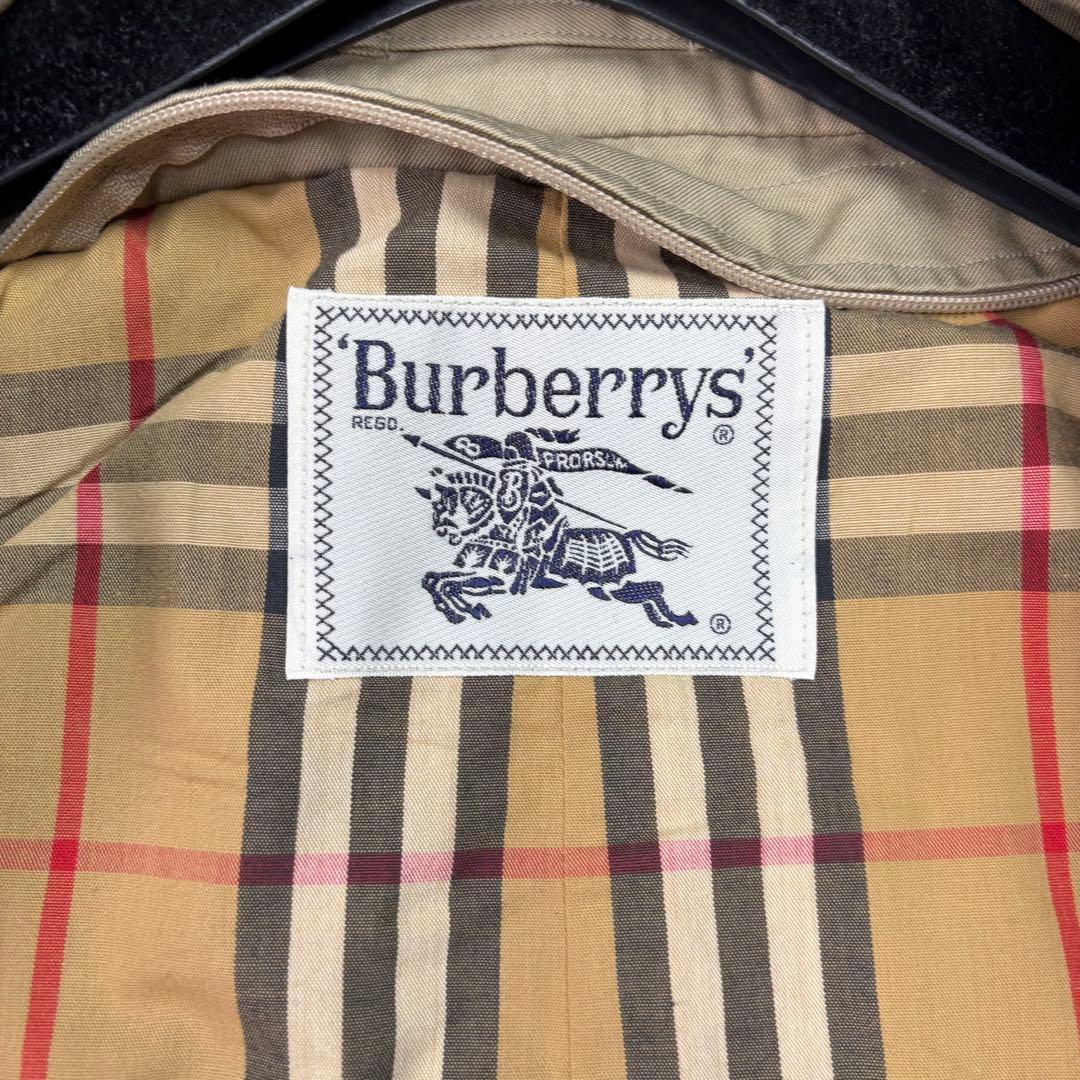 'Burberrys'
REGD. ®
PRORSUM
®